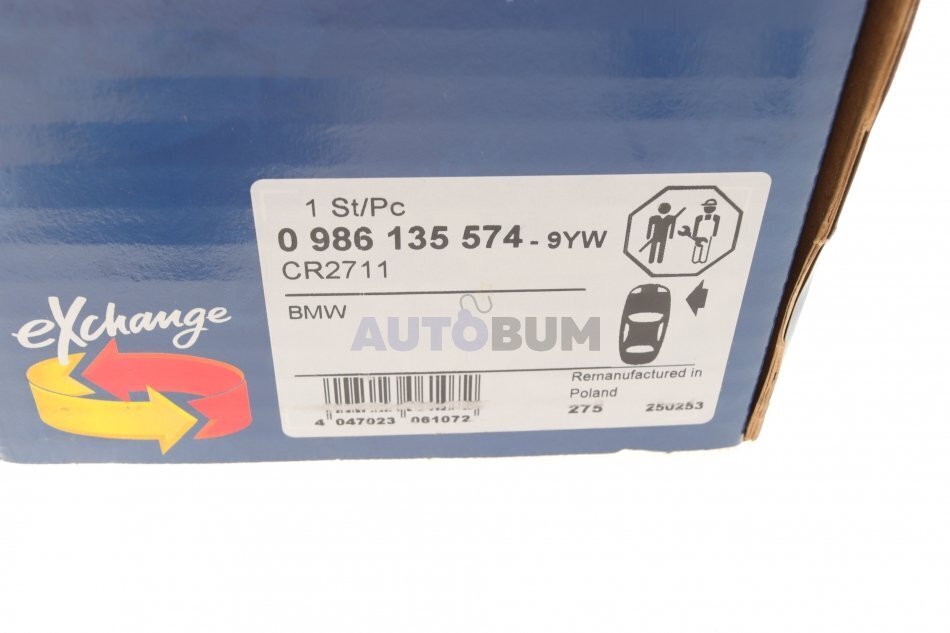 1 St/Pc
0 986 135 574 - 9YW
CR2711
BMW
AUTOBUM
eXchange
Remanufactured in
Poland
275 250253
4 047023 061072